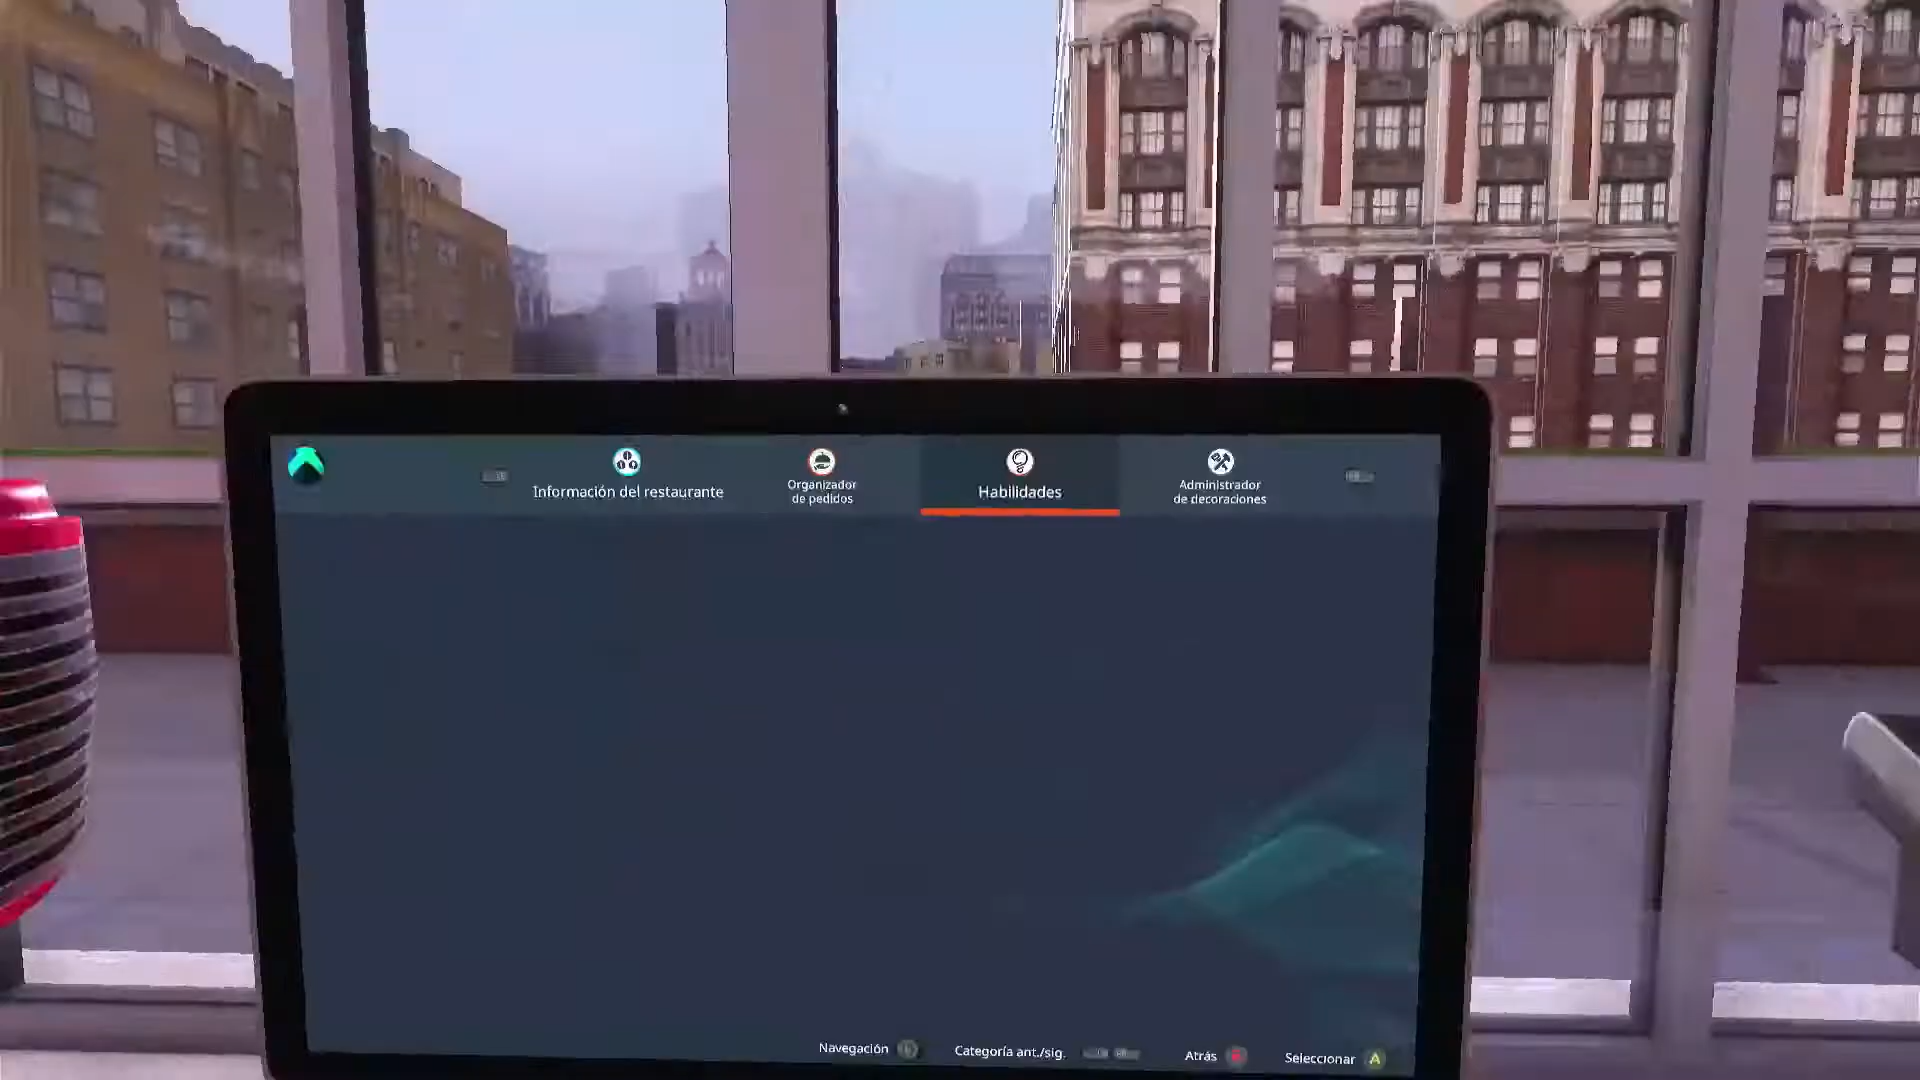 Información del restaurante
Organizador
de pedidos
Habilidades
Administrador
de decoraciones
Navegación
Categoría ant./sig.
Atrás
Seleccionar A